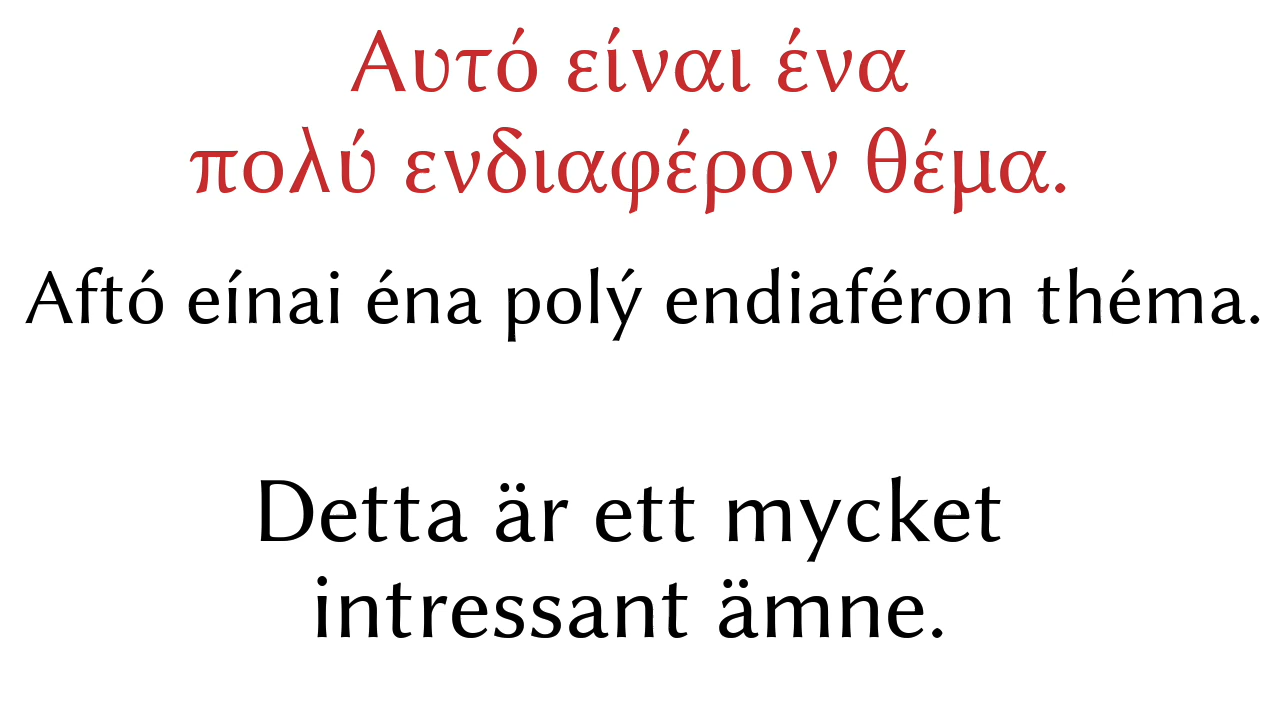 Αυτό είναι ένα
πολύ ενδιαφέρον θέμα.
Aftó eínai éna polý endiaféron théma.
Detta är ett mycket
intressant ämne.